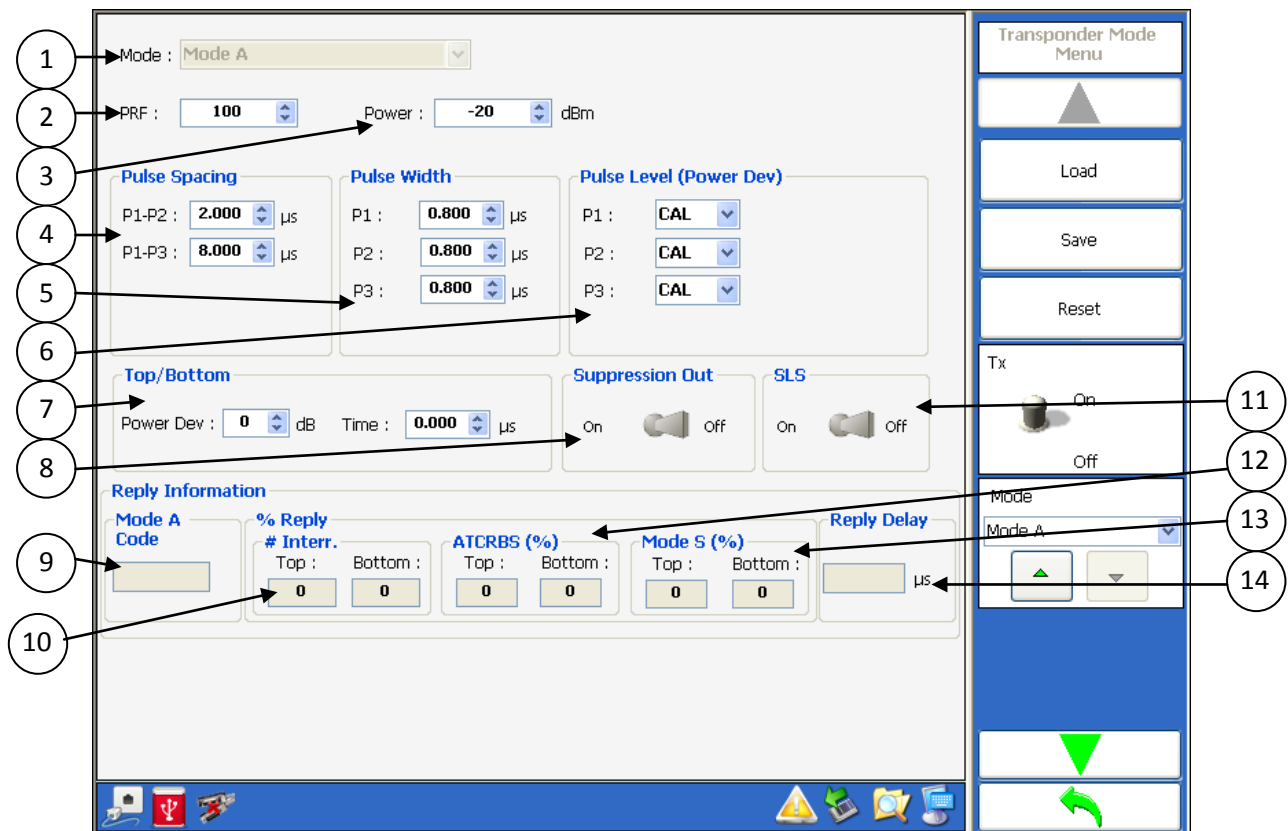 Transponder Mode
Menu
1
Mode : Mode A
2
PRF : 100 Power : -20 dBm
3
Pulse Spacing Pulse Width Pulse Level (Power Dev)
Load
P1-P2 : 2.000 µs P1 : 0.800 µs P1 : CAL
4
P1-P3 : 8.000 µs P2 : 0.800 µs P2 : CAL
Save
5
P3 : 0.800 µs P3 : CAL
Reset
6
Top/Bottom Suppression Out SLS
Tx
7
Power Dev : 0 dB Time : 0.000 µs On Off On Off
On
11
8
Off
12
Reply Information
Mode
Mode A
Code
% Reply
# Interr. ATCRBS (%) Mode S (%)
Reply Delay
Mode A
13
9
Top : Bottom : Top : Bottom : Top : Bottom :
0 0 0 0 0 0
µs
14
10